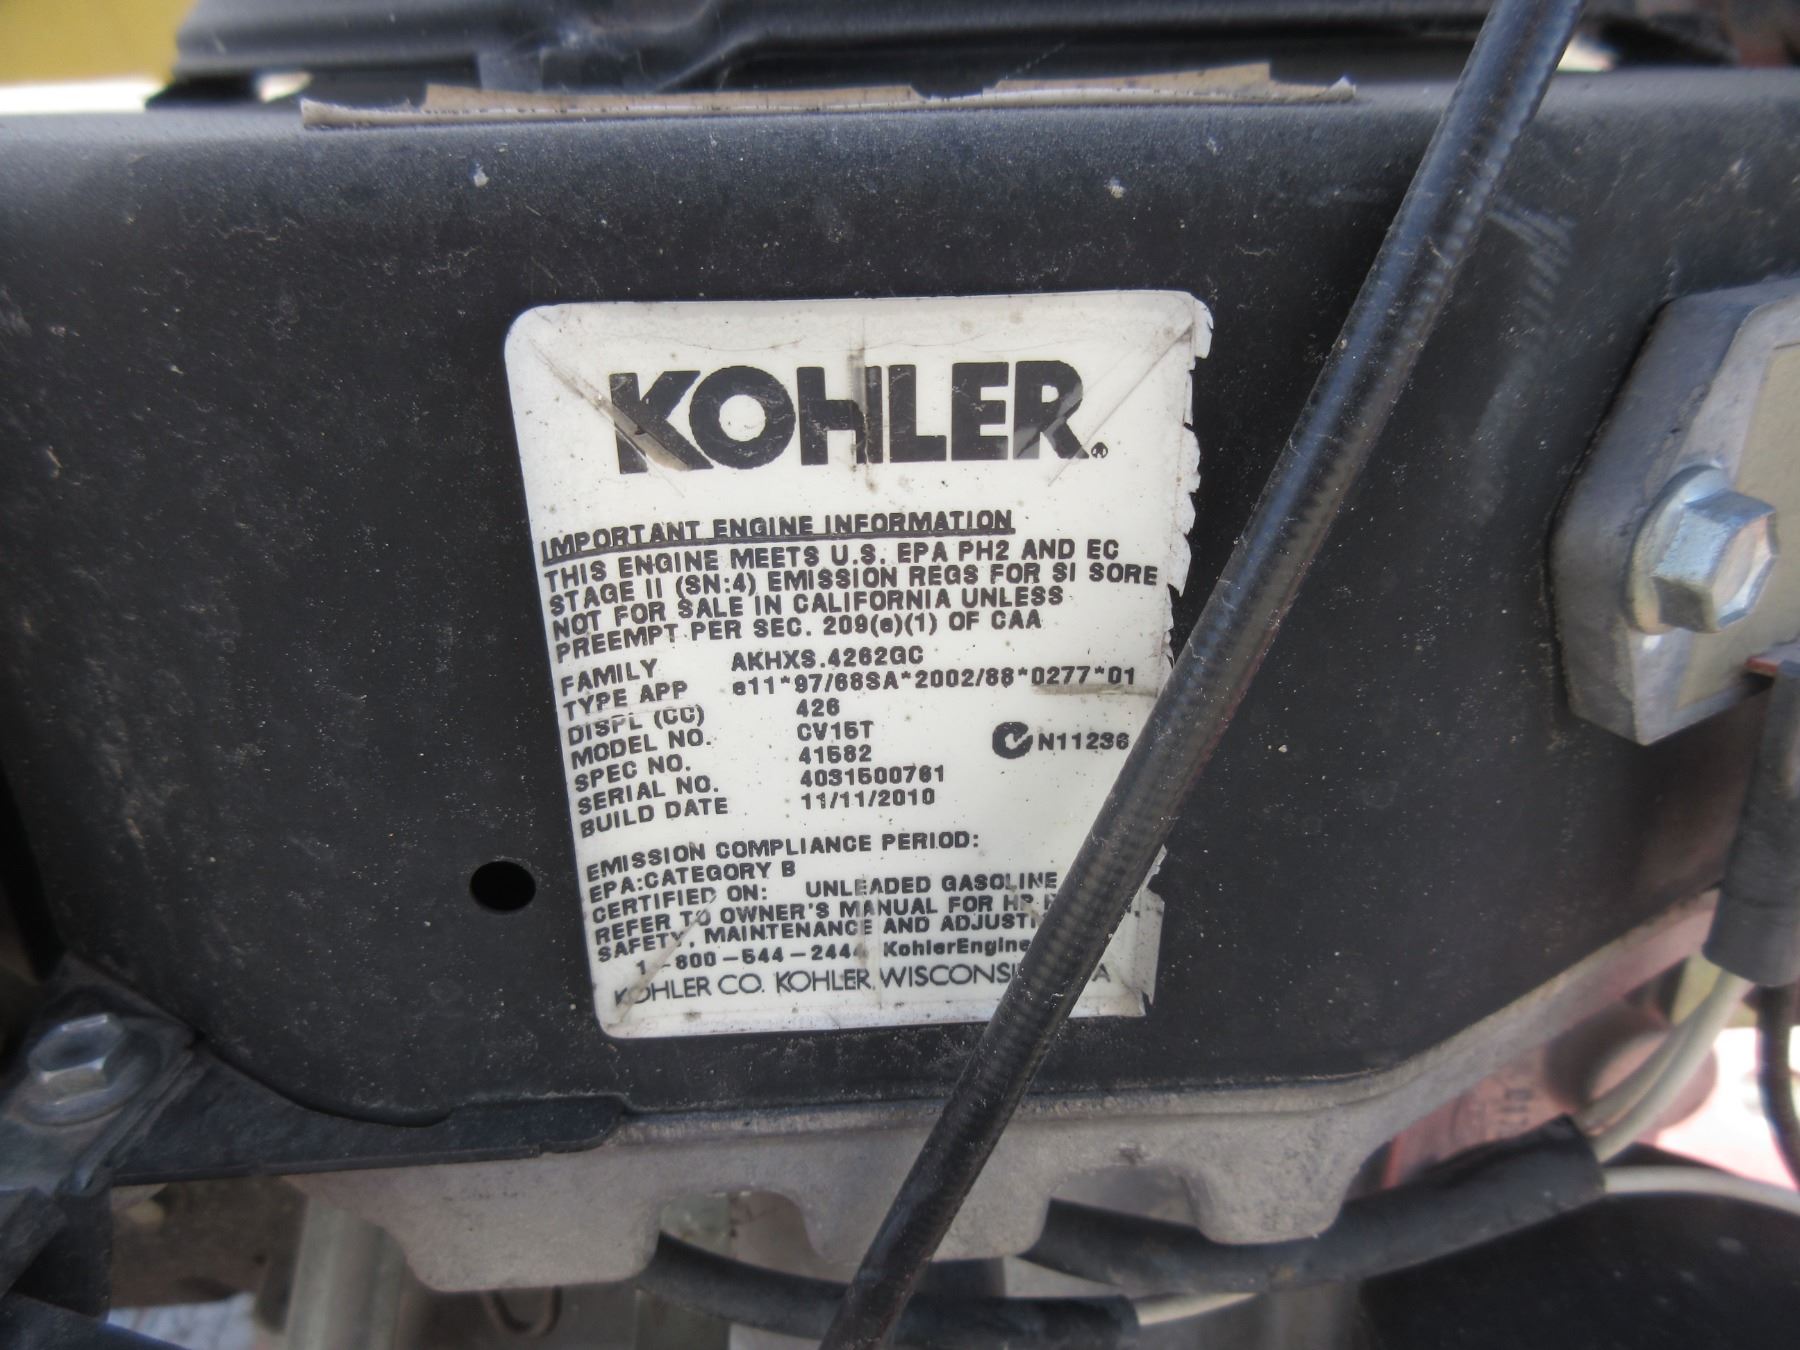 KOHLER®
IMPORTANT ENGINE INFORMATION
THIS ENGINE MEETS U.S. EPA PH2 AND EC
STAGE II (SN:4) EMISSION REGS FOR SI SORE
NOT FOR SALE IN CALIFORNIA UNLESS
PREEMPT PER SEC. 209(e)(1) OF CAA
FAMILY AKHXS.4262GC
TYPE APP e11*97/68SA*2002/88*0277*01
DISPL (CC) 426
MODEL NO. CV15T
SPEC NO. 41582 N11236
SERIAL NO. 4031500761
BUILD DATE 11/11/2010
EMISSION COMPLIANCE PERIOD:
EPA:CATEGORY B
CERTIFIED ON: UNLEADED GASOLINE
REFER TO OWNER'S MANUAL FOR HP
SAFETY, MAINTENANCE AND
1-800-544-2444
KOHLER CO. KOHLER,